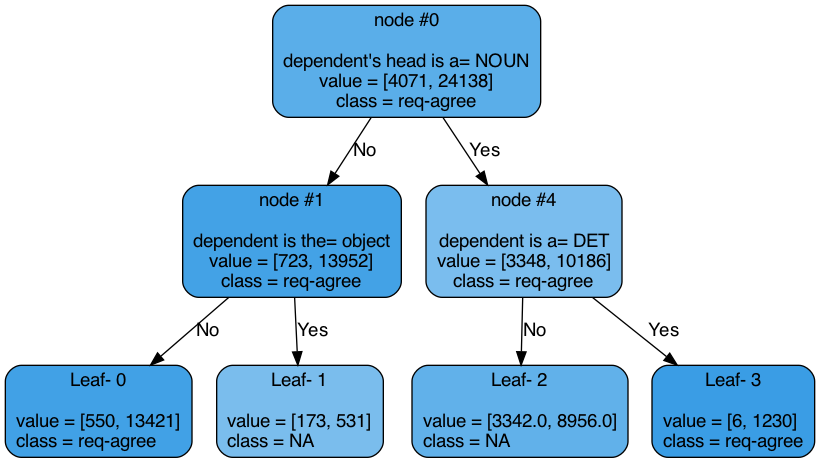 node #0
dependent's head is a= NOUN
value = [4071, 24138]
class = req-agree
No
Yes
node #1
dependent is the= object
value = [723, 13952]
class = req-agree
node #4
dependent is a= DET
value = [3348, 10186]
class = req-agree
No
Yes
No
Yes
Leaf- 0
value = [550, 13421]
class = req-agree
Leaf- 1
value = [173, 531]
class = NA
Leaf- 2
value = [3342.0, 8956.0]
class = NA
Leaf- 3
value = [6, 1230]
class = req-agree